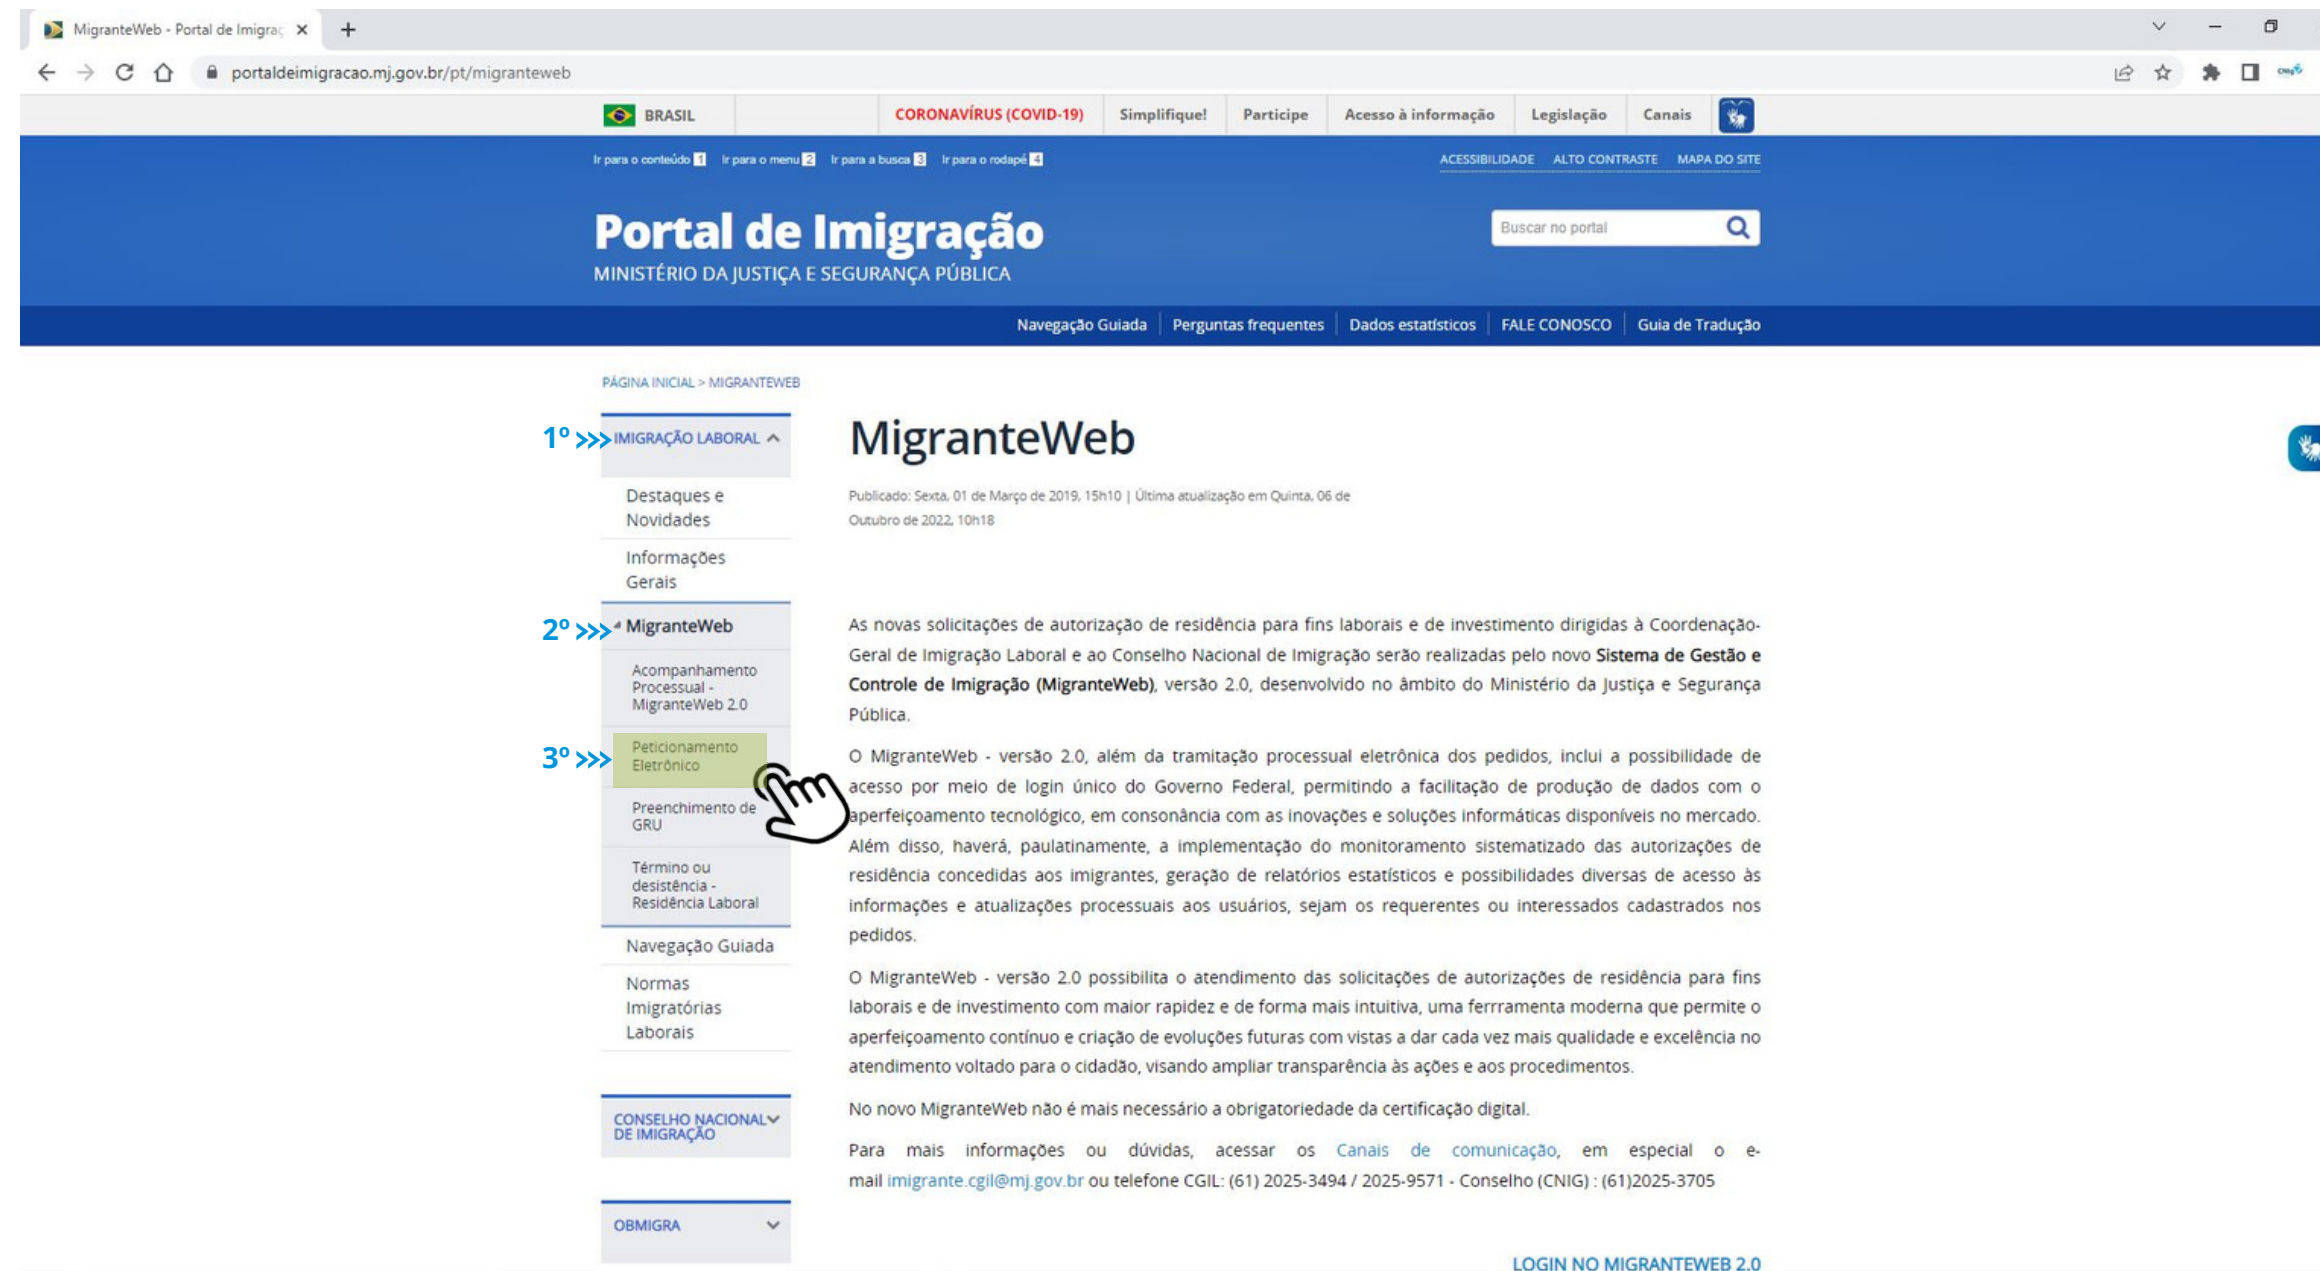 MigranteWeb - Portal de Imigraç
portaldeimigracao.mj.gov.br/pt/migranteweb
BRASIL
CORONAVÍRUS (COVID-19)
Simplifique!
Participe
Acesso à informação
Legislação
Canais
Ir para o conteúdo 1
Ir para o menu 2
Ir para a busca 3
Ir para o rodapé 4
ACESSIBILIDADE
ALTO CONTRASTE
MAPA DO SITE
Portal de Imigração
Buscar no portal
MINISTÉRIO DA JUSTIÇA E SEGURANÇA PÚBLICA
Navegação Guiada
Perguntas frequentes
Dados estatísticos
FALE CONOSCO
Guia de Tradução
PÁGINA INICIAL > MIGRANTEWEB
1º >>> IMIGRAÇÃO LABORAL
Destaques e
Novidades
Informações
Gerais
2º >>> MigranteWeb
Acompanhamento
Processual -
MigranteWeb 2.0
3º >>> Peticionamento
Eletrônico
Preenchimento de
GRU
Término ou
desistência -
Residência Laboral
Navegação Guiada
Normas
Imigratórias
Laborais
CONSELHO NACIONAL
DE IMIGRAÇÃO
OBMIGRA
MigranteWeb
Publicado: Sexta, 01 de Março de 2019, 15h10 | Última atualização em Quinta, 06 de
Outubro de 2022, 10h18
As novas solicitações de autorização de residência para fins laborais e de investimento dirigidas à Coordenação-
Geral de Imigração Laboral e ao Conselho Nacional de Imigração serão realizadas pelo novo Sistema de Gestão e
Controle de Imigração (MigranteWeb), versão 2.0, desenvolvido no âmbito do Ministério da Justiça e Segurança
Pública.
O MigranteWeb - versão 2.0, além da tramitação processual eletrônica dos pedidos, inclui a possibilidade de
acesso por meio de login único do Governo Federal, permitindo a facilitação de produção de dados com o
aperfeiçoamento tecnológico, em consonância com as inovações e soluções informáticas disponíveis no mercado.
Além disso, haverá, paulatinamente, a implementação do monitoramento sistematizado das autorizações de
residência concedidas aos imigrantes, geração de relatórios estatísticos e possibilidades diversas de acesso às
informações e atualizações processuais aos usuários, sejam os requerentes ou interessados cadastrados nos
pedidos.
O MigranteWeb - versão 2.0 possibilita o atendimento das solicitações de autorizações de residência para fins
laborais e de investimento com maior rapidez e de forma mais intuitiva, uma ferrramenta moderna que permite o
aperfeiçoamento contínuo e criação de evoluções futuras com vistas a dar cada vez mais qualidade e excelência no
atendimento voltado para o cidadão, visando ampliar transparência às ações e aos procedimentos.
No novo MigranteWeb não é mais necessário a obrigatoriedade da certificação digital.
Para mais informações ou dúvidas, acessar os Canais de comunicação, em especial o e-
mail imigrante.cgil@mj.gov.br ou telefone CGIL: (61) 2025-3494 / 2025-9571 - Conselho (CNIG) : (61)2025-3705
LOGIN NO MIGRANTEWEB 2.0